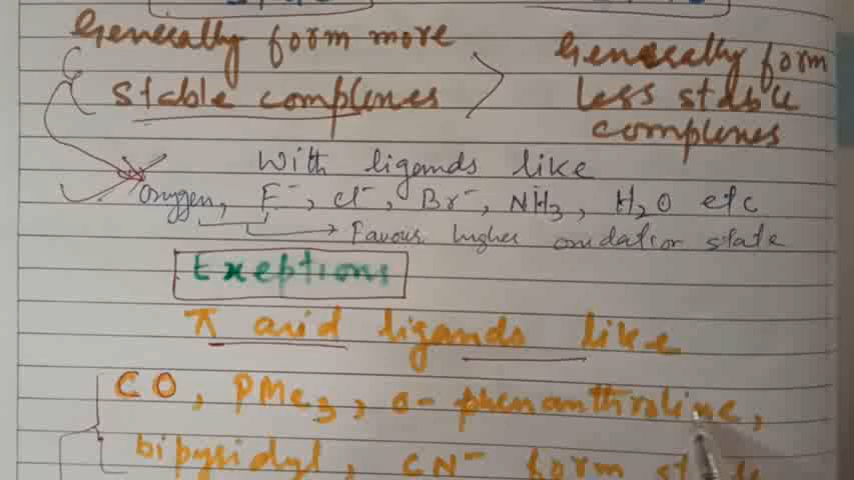 Generally form more
stable complexes
>
Generally form
less stable
complexes
With ligands like
oxygen, F⁻, Cl⁻, Br⁻, NH3, H2O etc
Favour higher oxidation state
Exeptions
π acid ligands like
CO, PMe3, o-phenanthroline,
bipyridyl, CN⁻ form